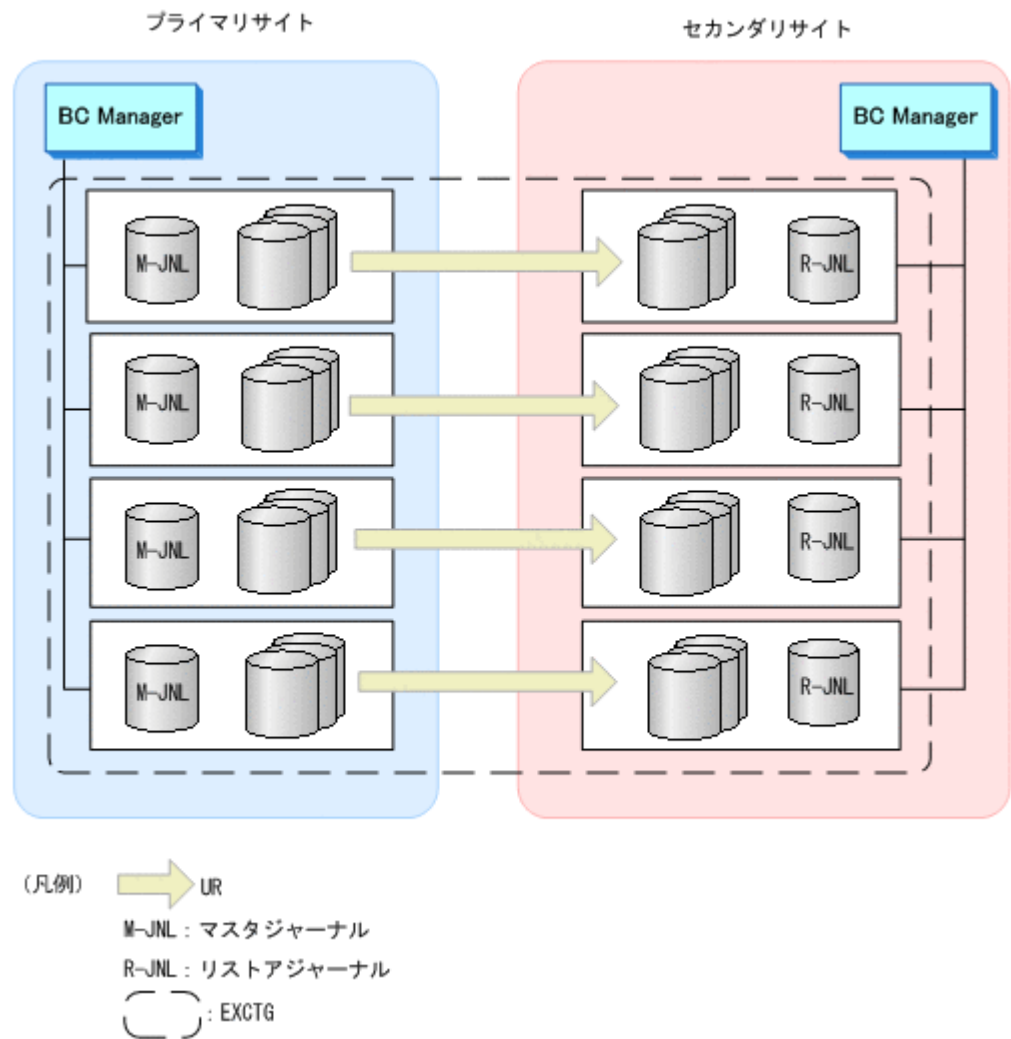 プライマリサイト
セカンダリサイト
BC Manager
BC Manager
M-JNL
R-JNL
M-JNL
R-JNL
M-JNL
R-JNL
M-JNL
R-JNL
(凡例)
UR
M-JNL：マスタジャーナル
R-JNL：リストアジャーナル
：EXCTG